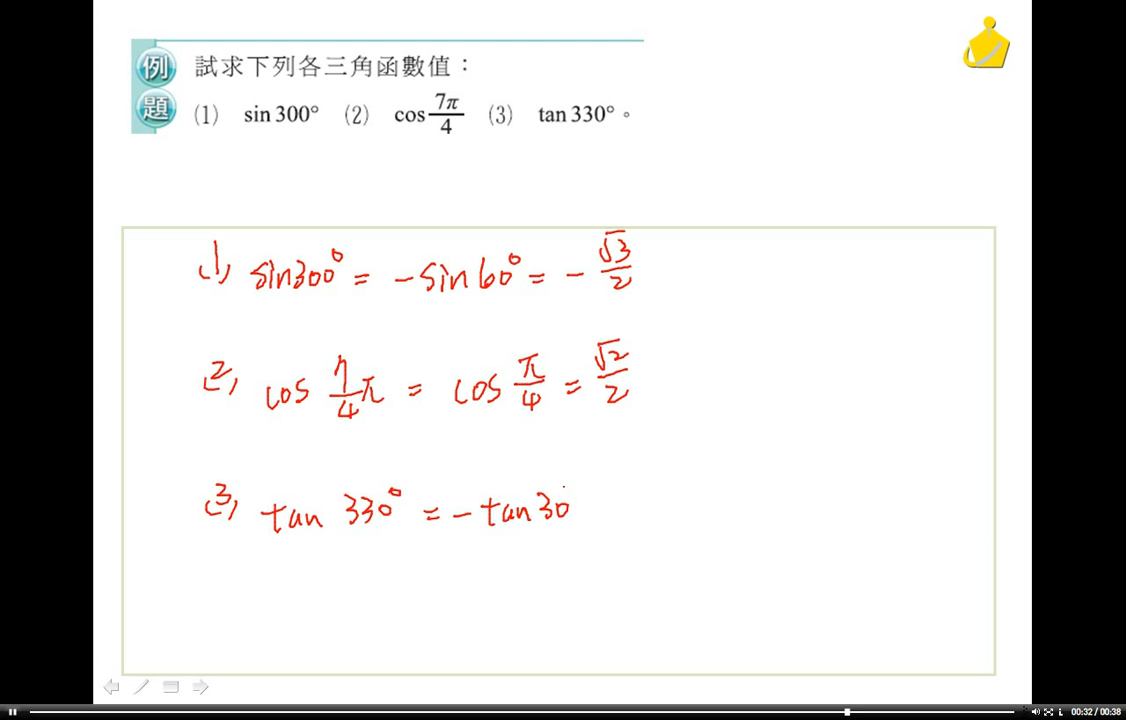 例題 試求下列各三角函數值：
(1) sin 300° (2) cos 7π/4 (3) tan 330°。
(1) sin300° = -sin60° = -√3/2
(2) cos 7/4 π = cos π/4 = √2/2
(3) tan 330° = -tan30
00:32 / 00:38